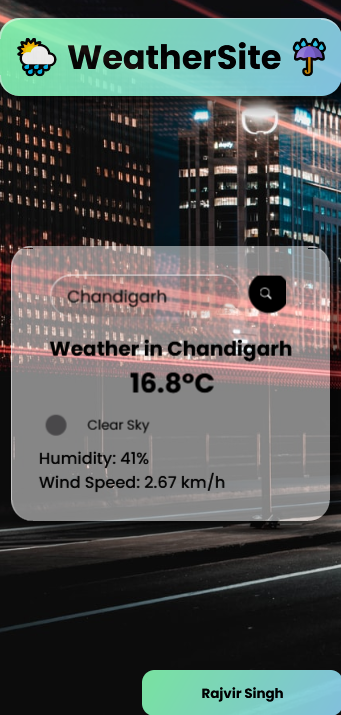 WeatherSite
Chandigarh
Weather in Chandigarh
16.8°C
Clear Sky
Humidity: 41%
Wind Speed: 2.67 km/h
Rajvir Singh